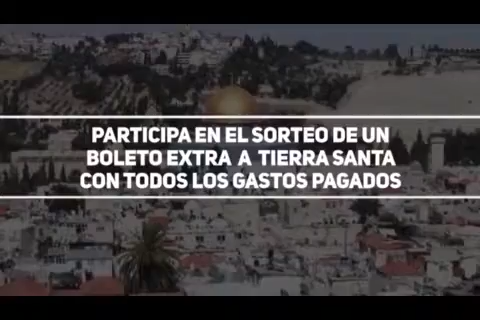 PARTICIPA EN EL SORTEO DE UN
BOLETO EXTRA A TIERRA SANTA
CON TODOS LOS GASTOS PAGADOS